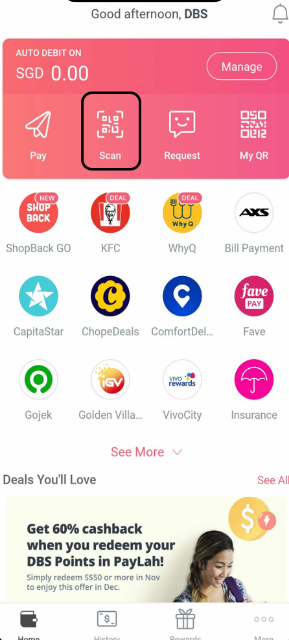 Good afternoon, DBS
AUTO DEBIT ON
SGD 0.00
Manage
Pay
Scan
Request
My QR
NEW
DEAL
DEAL
SHOP
BACK
KFC
WhyQ
AXS
ShopBack GO
KFC
WhyQ
Bill Payment
fave
PAY
CapitaStar
ChopeDeals
ComfortDel...
Fave
iGV
VIVO
rewards
Gojek
Golden Villa...
VivoCity
Insurance
See More
Deals You'll Love
See All
Get 60% cashback
when you redeem your
DBS Points in PayLah!
Simply redeem S$50 or more in Nov
to enjoy this offer in Dec.
Home
History
Rewards
More